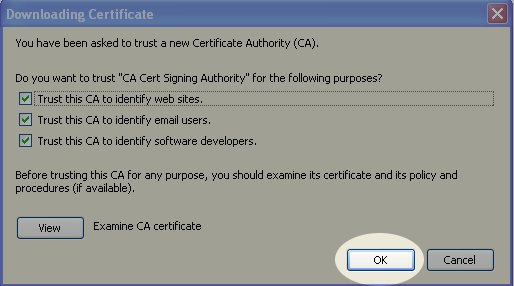 Downloading Certificate
You have been asked to trust a new Certificate Authority (CA).
Do you want to trust "CA Cert Signing Authority" for the following purposes?
Trust this CA to identify web sites.
Trust this CA to identify email users.
Trust this CA to identify software developers.
Before trusting this CA for any purpose, you should examine its certificate and its policy and
procedures (if available).
View Examine CA certificate
OK Cancel